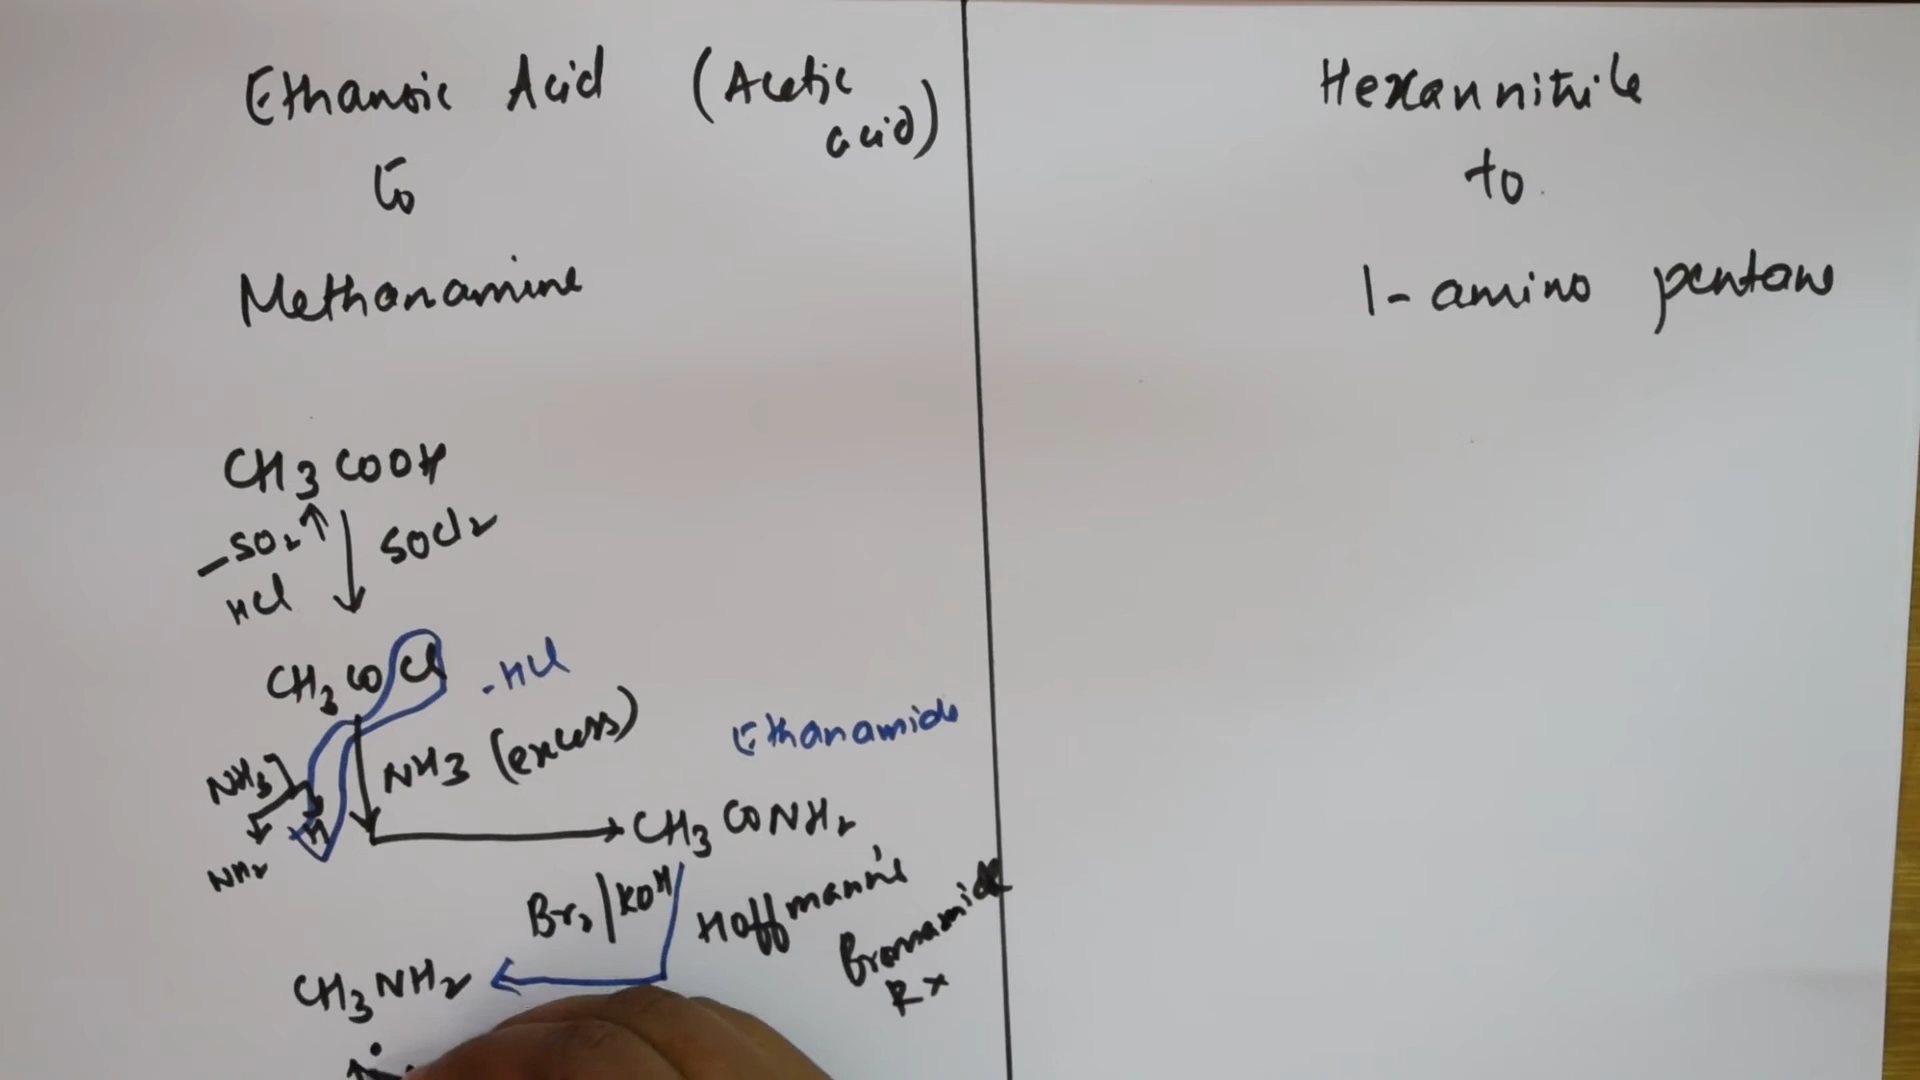 Ethanoic Acid (Acetic
acid)
to
Methanamine
CH3COOH
-SO2↑
SOCl2
HCl
CH3COCl
-HCl
NH3 (excess)
NH3
H
NH2
Ethanamide
CH3CONH2
Br2/KOH
Hoffmann's
Bromamide
Rx
CH3NH2
Hexannitrile
to
1-amino pentane